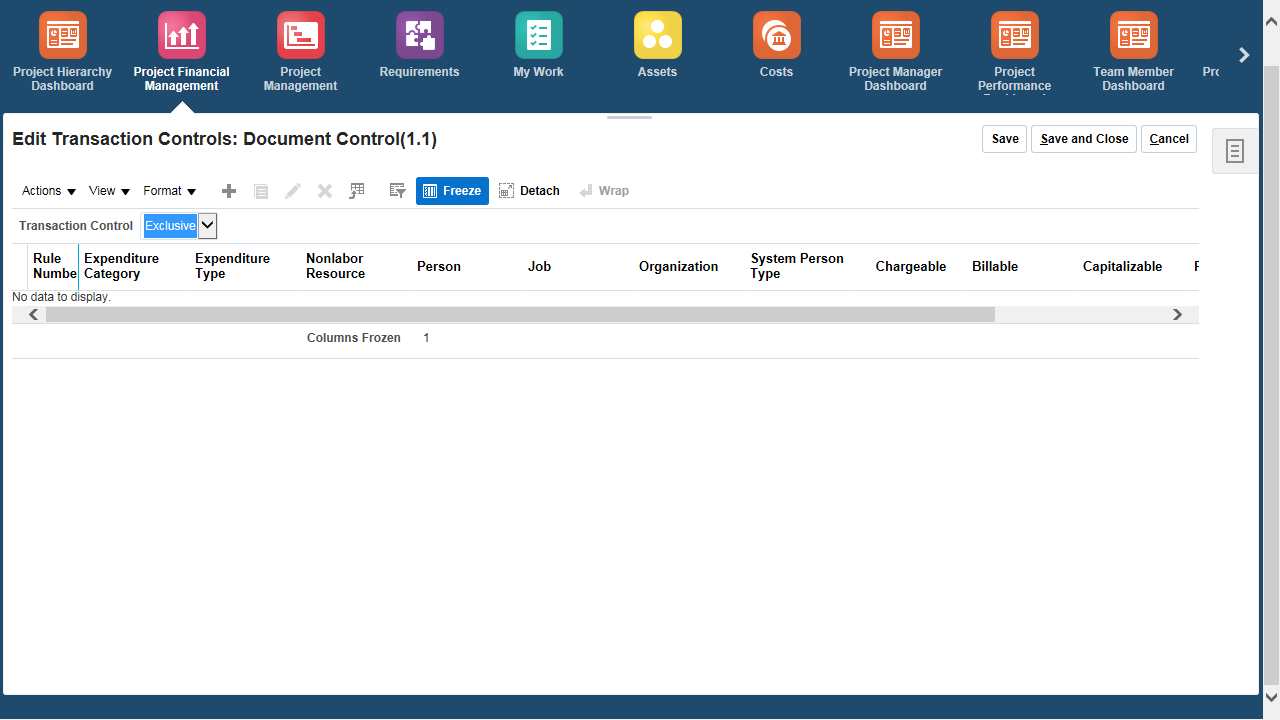 Project Hierarchy
Dashboard
Project Financial
Management
Project
Management
Requirements
My Work
Assets
Costs
Project Manager
Dashboard
Project
Performance
Team Member
Dashboard
Edit Transaction Controls: Document Control(1.1)
Save
Save and Close
Cancel
Actions
View
Format
Freeze
Detach
Wrap
Transaction Control
Exclusive
Rule
Numbe
Expenditure
Category
Expenditure
Type
Nonlabor
Resource
Person
Job
Organization
System Person
Type
Chargeable
Billable
Capitalizable
No data to display.
Columns Frozen 1